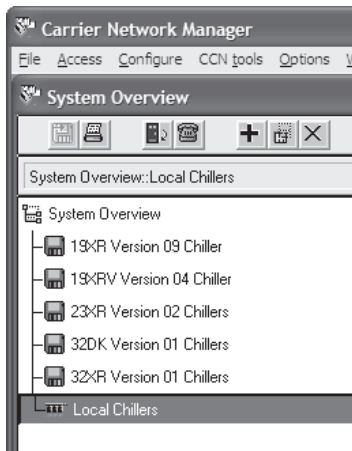 Carrier Network Manager
File Access Configure CCN tools Options
System Overview
System Overview::Local Chillers
System Overview
19XR Version 09 Chiller
19XRV Version 04 Chiller
23XR Version 02 Chillers
32DK Version 01 Chillers
32XR Version 01 Chillers
Local Chillers